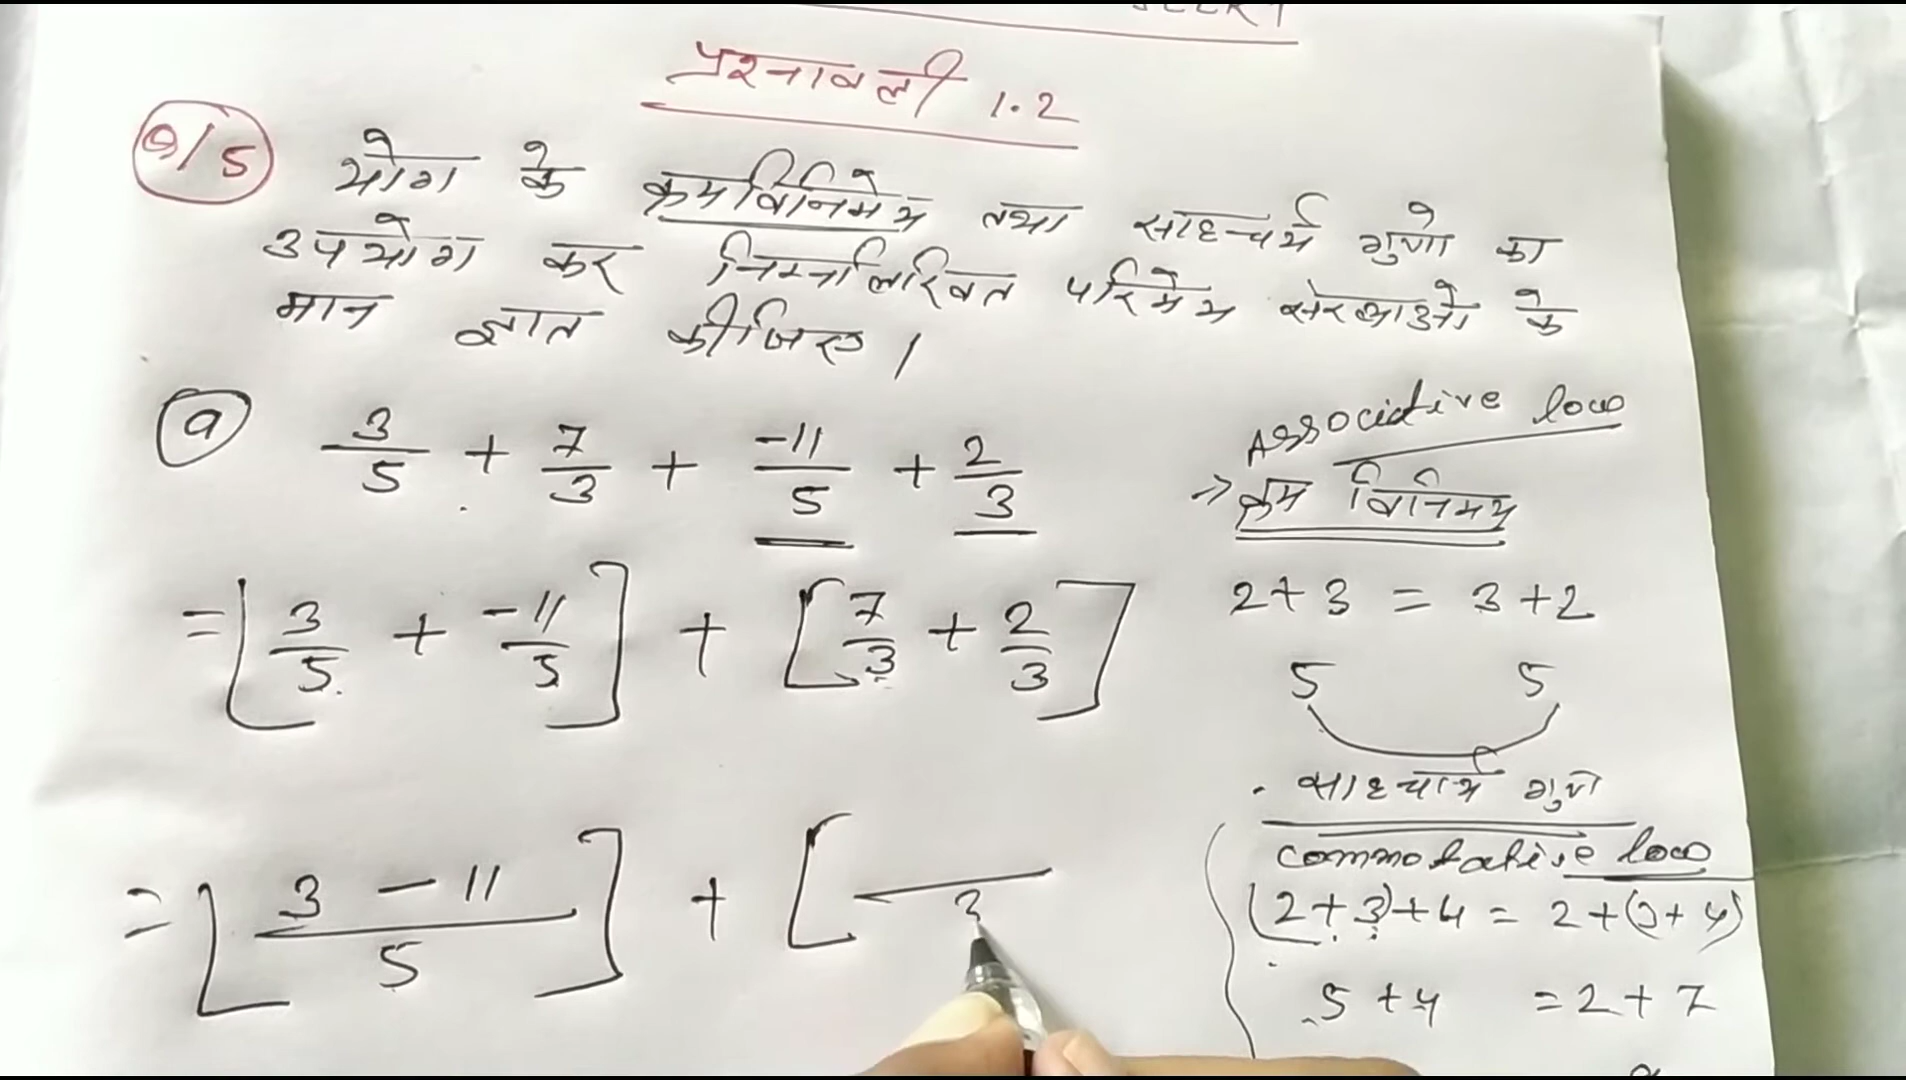 प्रश्नावली 1.2
Q/5 योग के क्रमविनिमेय तथा साहचर्य गुणों का
उपयोग कर निम्नलिखित परिमेय संख्याओं के
मान ज्ञात कीजिए।
a 3/5 + 7/3 + -11/5 + 2/3
= [3/5 + -11/5] + [7/3 + 2/3]
= [3 - 11/5] + [ /3
Associative law
→ क्रम विनिमय
2+3 = 3+2
5 5
. साहचार्य गुण
commotative law
(2+3)+4 = 2+(3+4)
5+4 = 2+7